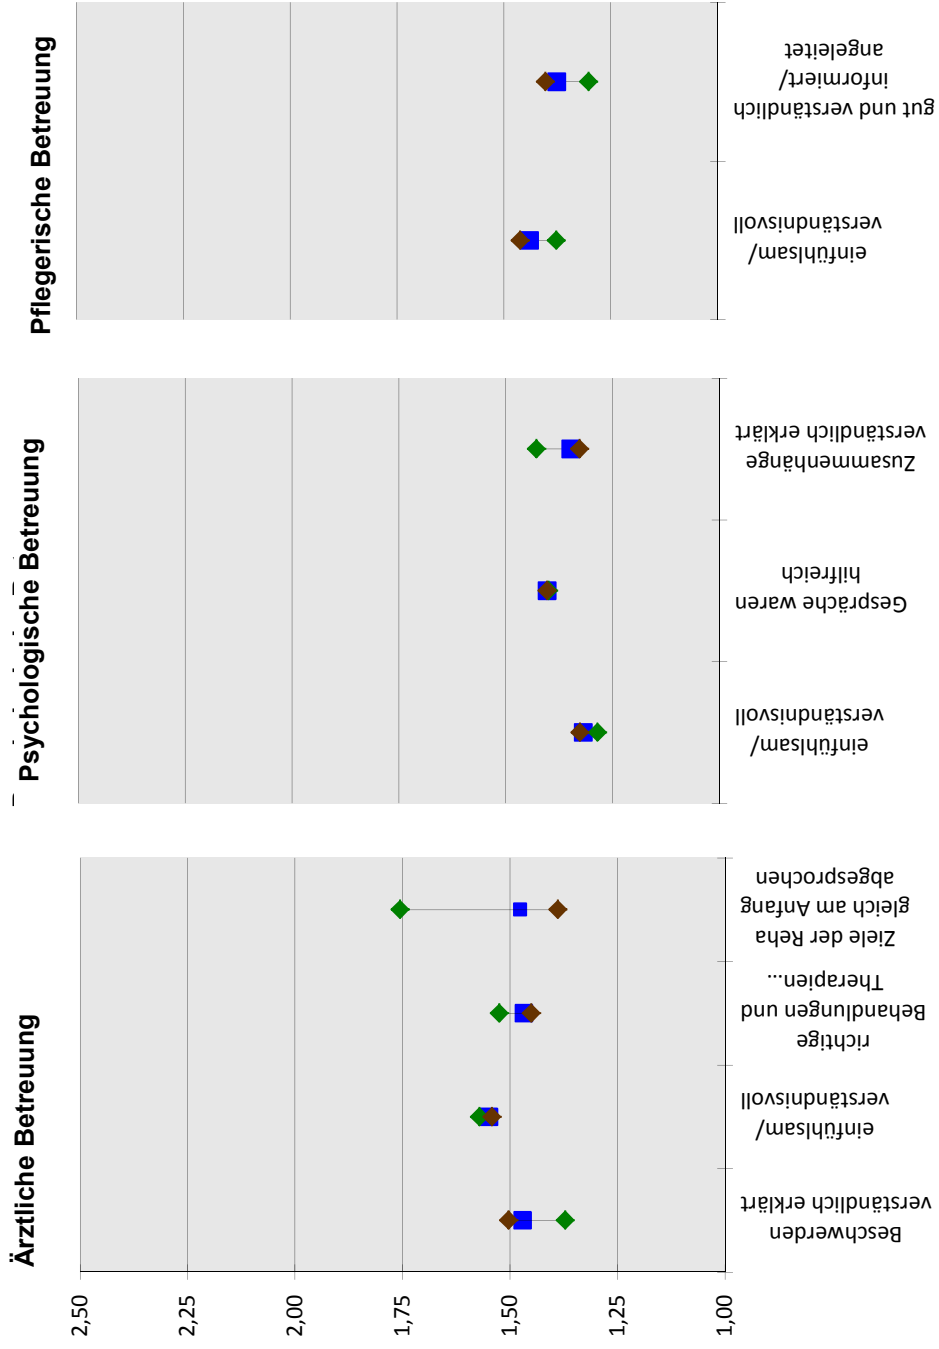 Ärztliche Betreuung
Psychologische Betreuung
Pflegerische Betreuung
2,50
2,25
2,00
1,75
1,50
1,25
1,00
Beschwerden
verständlich erklärt
einfühlsam/
verständnisvoll
richtige
Behandlungen und
Therapien...
Ziele der Reha
gleich am Anfang
abgesprochen
einfühlsam/
verständnisvoll
Gespräche waren
hilfreich
Zusammenhänge
verständlich erklärt
einfühlsam/
verständnisvoll
gut und verständlich
informiert/
angeleitet